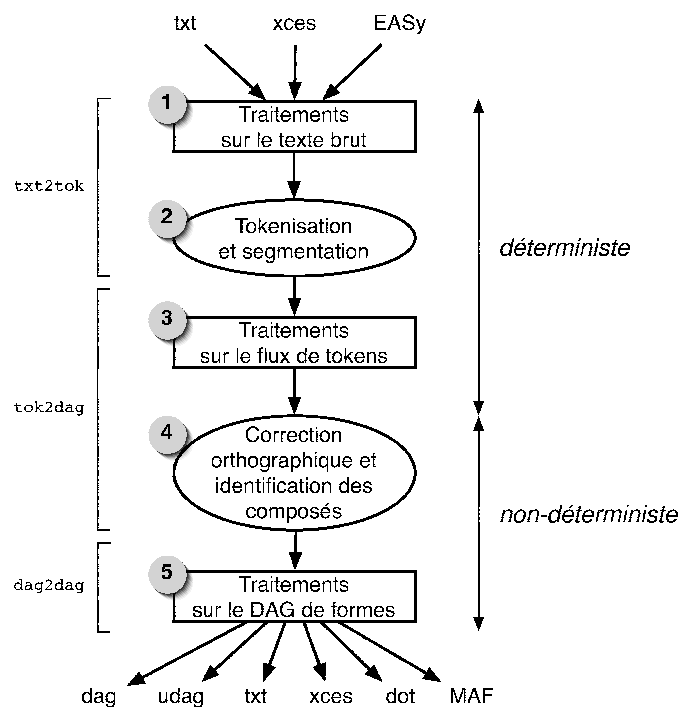 txt xces EASy
1
Traitements
sur le texte brut
txt2tok
2
Tokenisation
et segmentation
déterministe
3
Traitements
sur le flux de tokens
tok2dag
4
Correction
orthographique et
identification des
composés
non-déterministe
5
Traitements
sur le DAG de formes
dag2dag
dag udag txt xces dot MAF